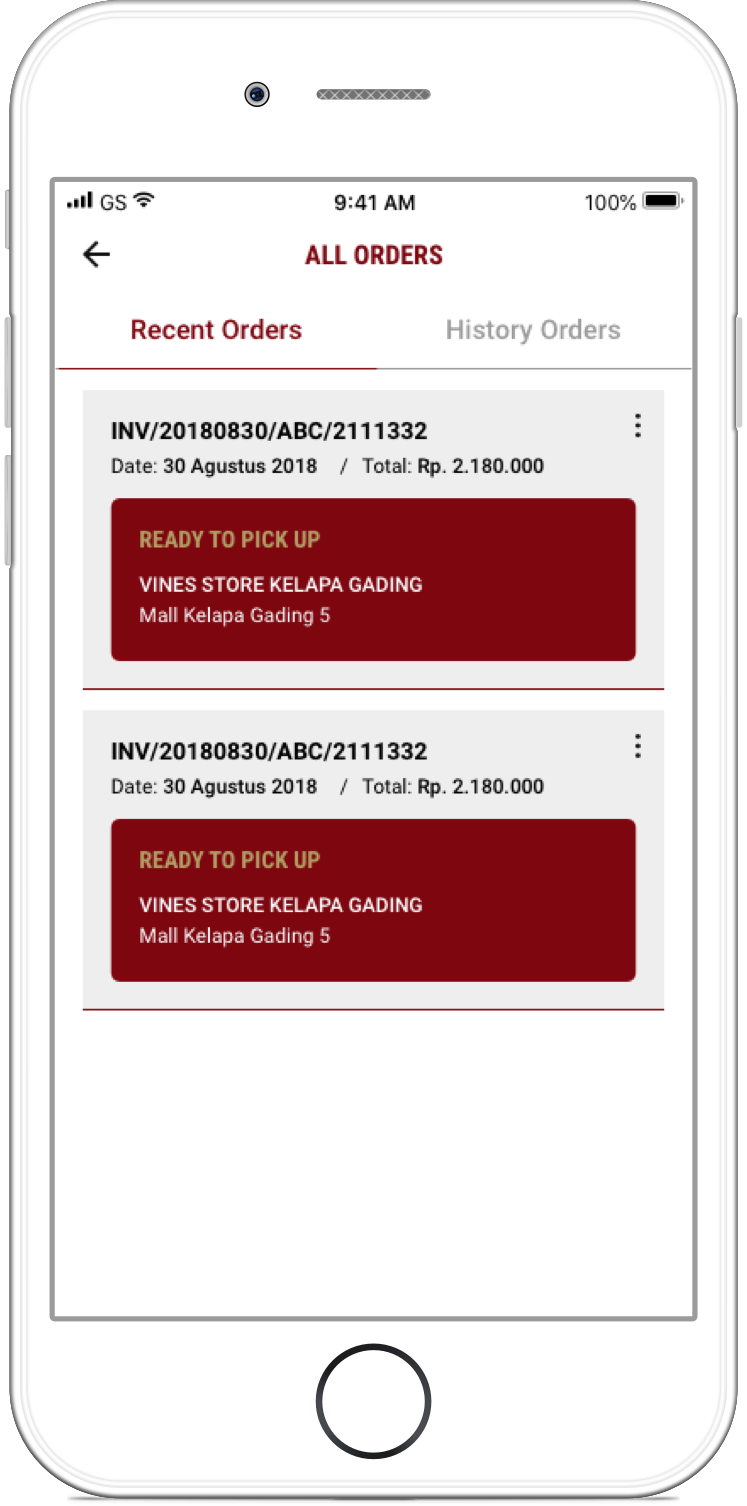 GS 9:41 AM 100%
ALL ORDERS
Recent Orders History Orders
INV/20180830/ABC/2111332
Date: 30 Agustus 2018 / Total: Rp. 2.180.000
READY TO PICK UP
VINES STORE KELAPA GADING
Mall Kelapa Gading 5
INV/20180830/ABC/2111332
Date: 30 Agustus 2018 / Total: Rp. 2.180.000
READY TO PICK UP
VINES STORE KELAPA GADING
Mall Kelapa Gading 5